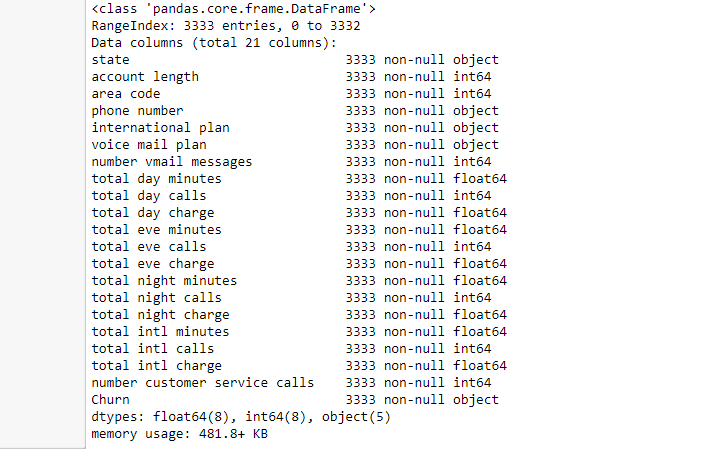 <class 'pandas.core.frame.DataFrame'>
RangeIndex: 3333 entries, 0 to 3332
Data columns (total 21 columns):
state                            3333 non-null object
account length                   3333 non-null int64
area code                        3333 non-null int64
phone number                     3333 non-null object
international plan               3333 non-null object
voice mail plan                  3333 non-null object
number vmail messages            3333 non-null int64
total day minutes                3333 non-null float64
total day calls                  3333 non-null int64
total day charge                 3333 non-null float64
total eve minutes                3333 non-null float64
total eve calls                  3333 non-null int64
total eve charge                 3333 non-null float64
total night minutes              3333 non-null float64
total night calls                3333 non-null int64
total night charge               3333 non-null float64
total intl minutes               3333 non-null float64
total intl calls                 3333 non-null int64
total intl charge                3333 non-null float64
number customer service calls    3333 non-null int64
Churn                            3333 non-null object
dtypes: float64(8), int64(8), object(5)
memory usage: 481.8+ KB